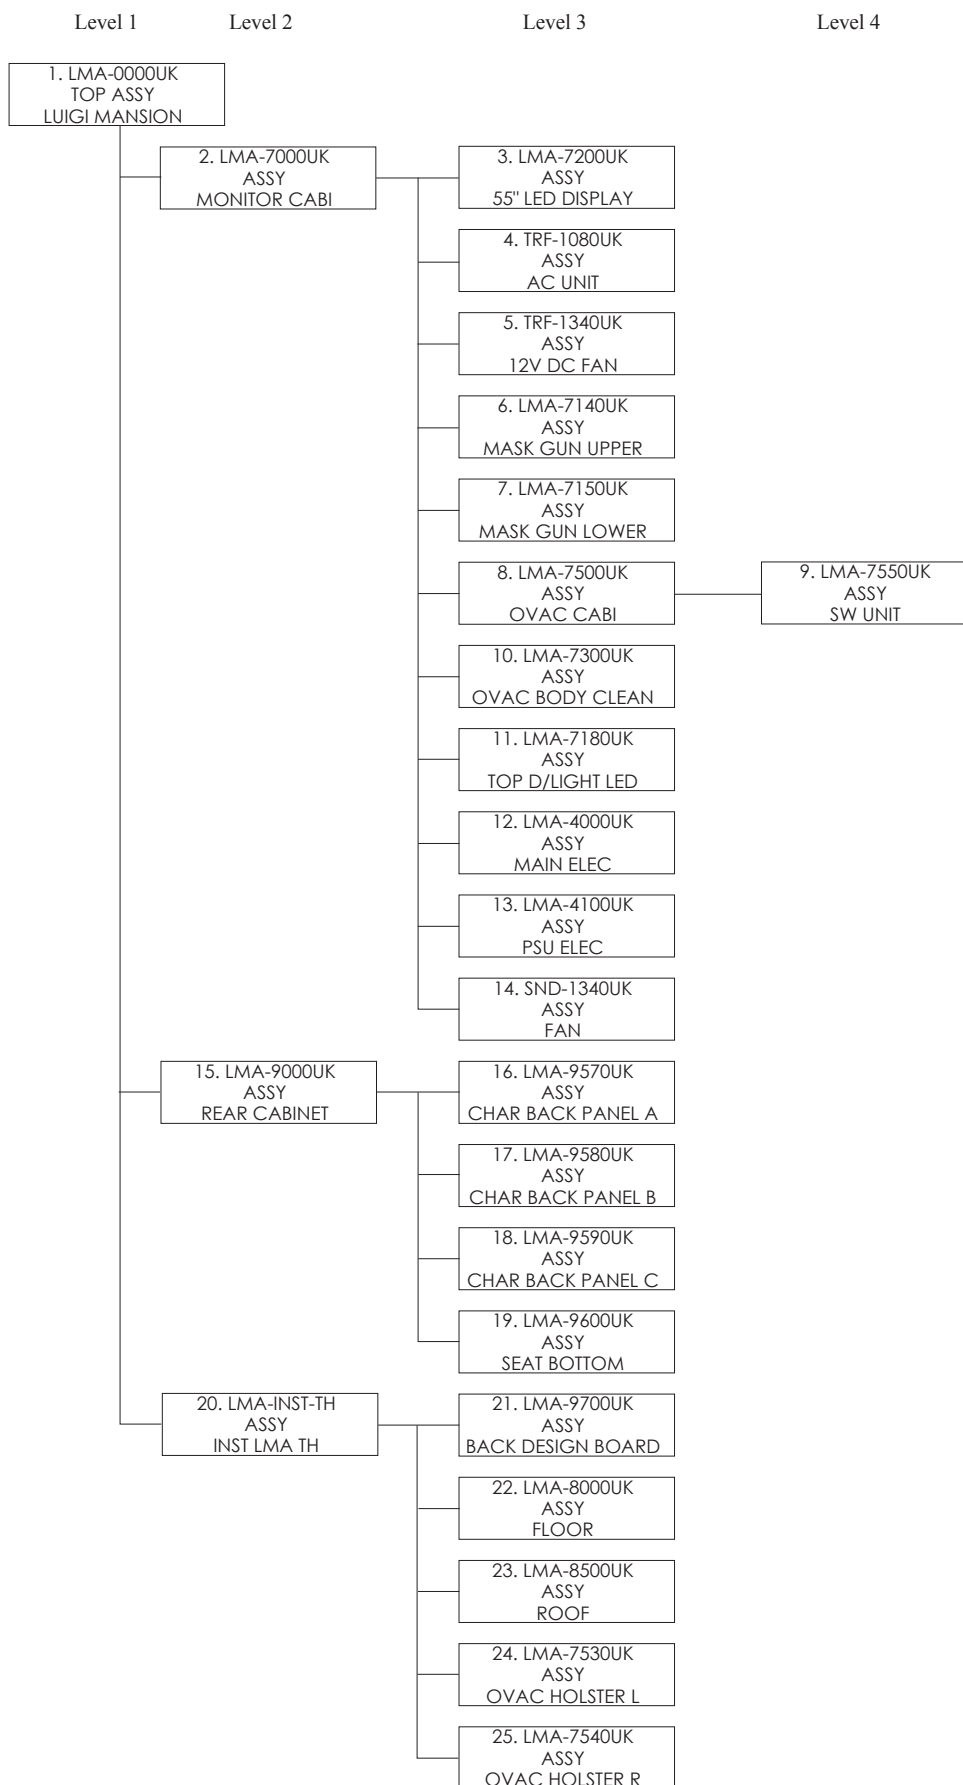 Level 1
Level 2
Level 3
Level 4
1. LMA-0000UK
TOP ASSY
LUIGI MANSION
2. LMA-7000UK
ASSY
MONITOR CABI
3. LMA-7200UK
ASSY
55" LED DISPLAY
4. TRF-1080UK
ASSY
AC UNIT
5. TRF-1340UK
ASSY
12V DC FAN
6. LMA-7140UK
ASSY
MASK GUN UPPER
7. LMA-7150UK
ASSY
MASK GUN LOWER
8. LMA-7500UK
ASSY
OVAC CABI
9. LMA-7550UK
ASSY
SW UNIT
10. LMA-7300UK
ASSY
OVAC BODY CLEAN
11. LMA-7180UK
ASSY
TOP D/LIGHT LED
12. LMA-4000UK
ASSY
MAIN ELEC
13. LMA-4100UK
ASSY
PSU ELEC
14. SND-1340UK
ASSY
FAN
15. LMA-9000UK
ASSY
REAR CABINET
16. LMA-9570UK
ASSY
CHAR BACK PANEL A
17. LMA-9580UK
ASSY
CHAR BACK PANEL B
18. LMA-9590UK
ASSY
CHAR BACK PANEL C
19. LMA-9600UK
ASSY
SEAT BOTTOM
20. LMA-INST-TH
ASSY
INST LMA TH
21. LMA-9700UK
ASSY
BACK DESIGN BOARD
22. LMA-8000UK
ASSY
FLOOR
23. LMA-8500UK
ASSY
ROOF
24. LMA-7530UK
ASSY
OVAC HOLSTER L
25. LMA-7540UK
ASSY
OVAC HOLSTER R